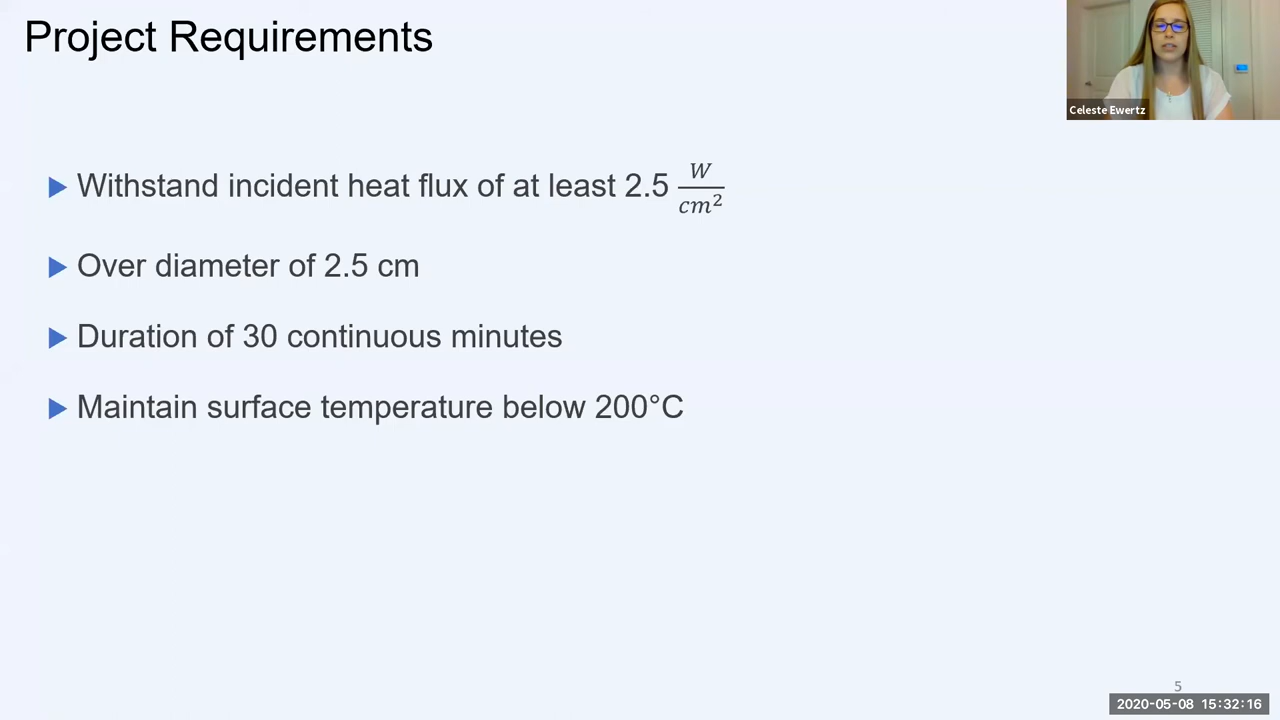 Project Requirements
Celeste Ewertz
Withstand incident heat flux of at least 2.5 W/cm²
Over diameter of 2.5 cm
Duration of 30 continuous minutes
Maintain surface temperature below 200°C
5
2020-05-08 15:32:16